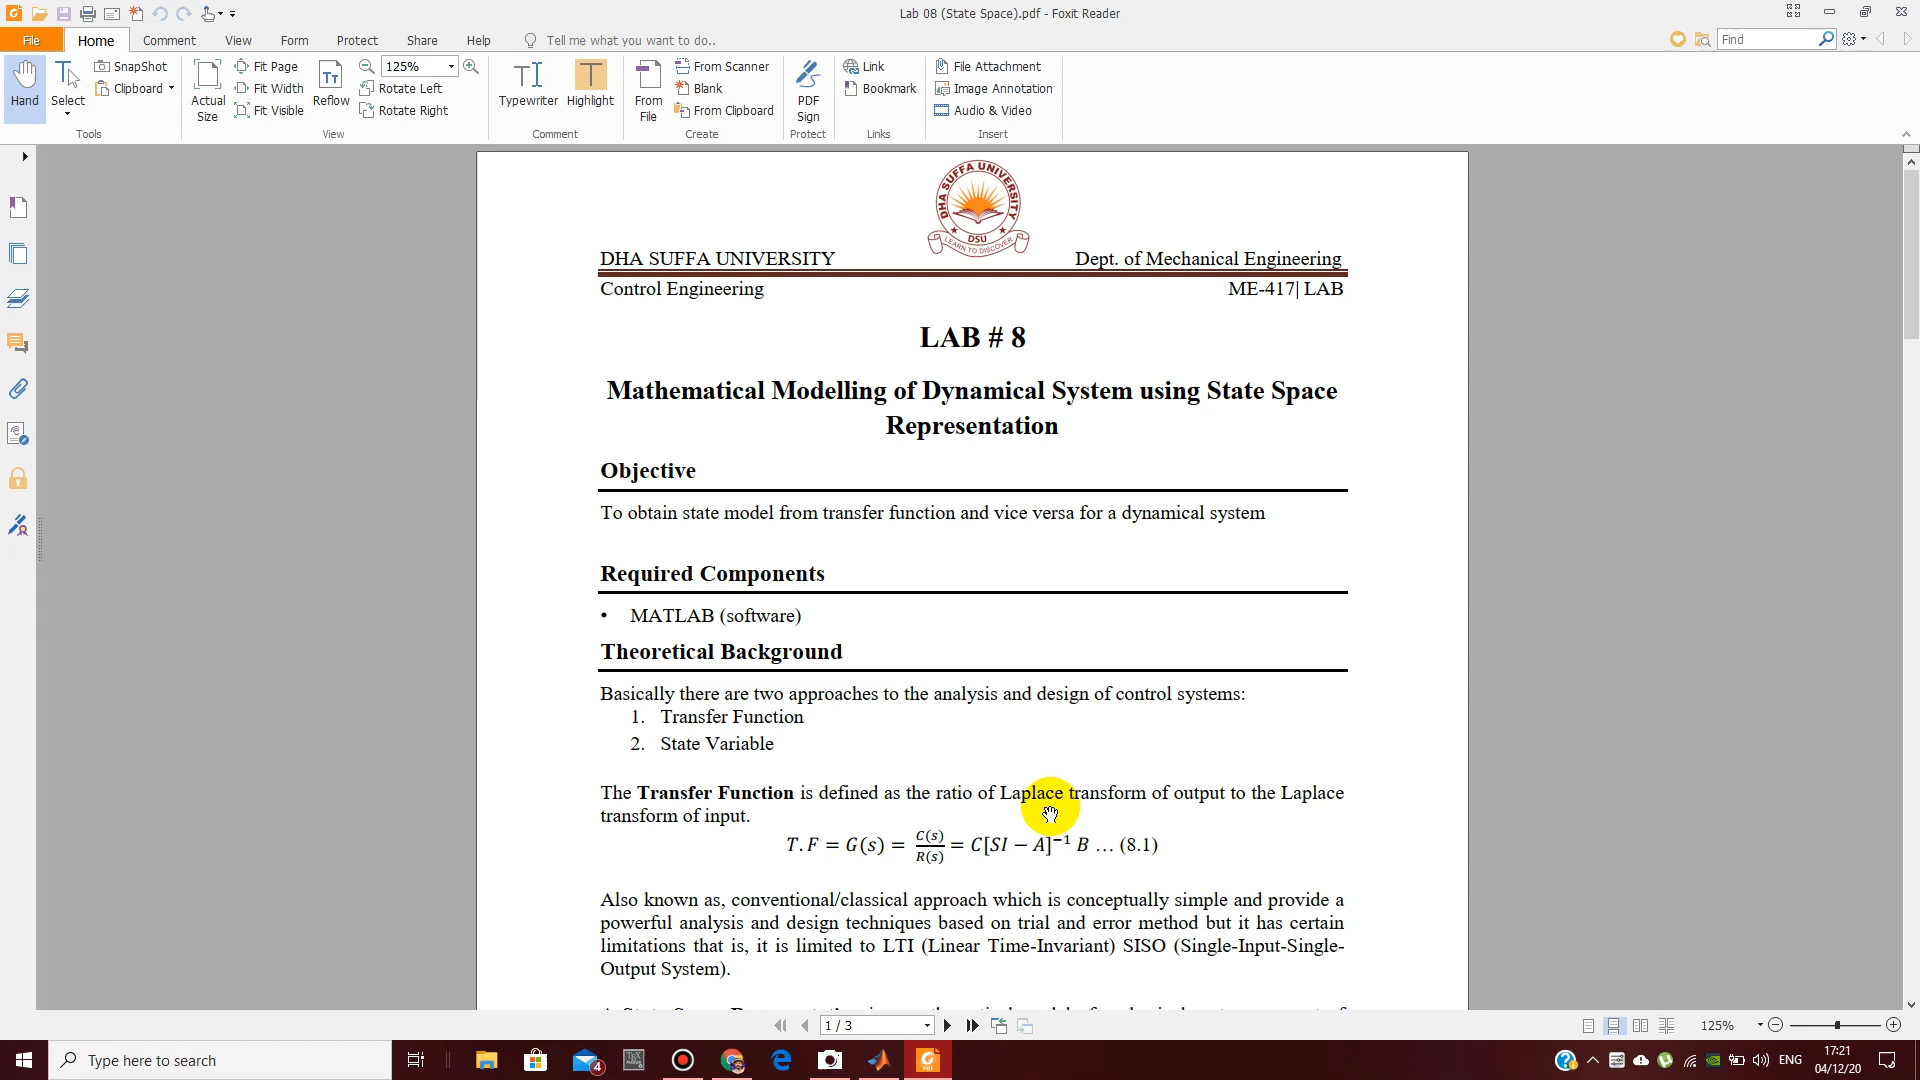 Lab 08 (State Space).pdf - Foxit Reader
File Home Comment View Form Protect Share Help Tell me what you want to do.. Find
Hand Select SnapShot Clipboard
Actual Size Fit Page Fit Width Fit Visible Reflow 125% Rotate Left Rotate Right
Typewriter Highlight
From File From Scanner Blank From Clipboard
PDF Sign
Link Bookmark
File Attachment Image Annotation Audio & Video
Tools View Comment Create Protect Links Insert
DHA SUFFA UNIVERSITY
DSU
LEARN TO DISCOVER
DHA SUFFA UNIVERSITY Dept. of Mechanical Engineering
Control Engineering ME-417| LAB
LAB # 8
Mathematical Modelling of Dynamical System using State Space
Representation
Objective
To obtain state model from transfer function and vice versa for a dynamical system
Required Components
• MATLAB (software)
Theoretical Background
Basically there are two approaches to the analysis and design of control systems:
1. Transfer Function
2. State Variable
The Transfer Function is defined as the ratio of Laplace transform of output to the Laplace
transform of input.
T.F = G(s) = C(s)/R(s) = C[SI − A]⁻¹ B … (8.1)
Also known as, conventional/classical approach which is conceptually simple and provide a
powerful analysis and design techniques based on trial and error method but it has certain
limitations that is, it is limited to LTI (Linear Time-Invariant) SISO (Single-Input-Single-
Output System).
1 / 3 125%
Type here to search 4 ENG 17:21
04/12/20